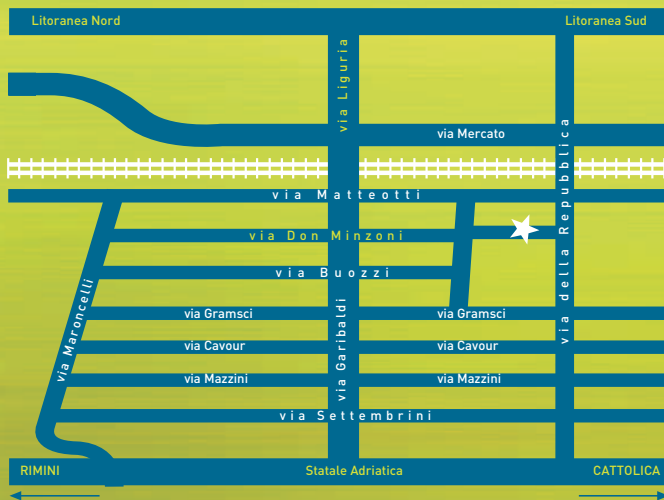 Litoranea Nord
Litoranea Sud
via Liguria
via Mercato
via della Repubblica
via Matteotti
via Don Minzoni
via Buozzi
via Maroncelli
via Garibaldi
via Gramsci
via Gramsci
via Cavour
via Cavour
via Mazzini
via Mazzini
via Settembrini
RIMINI
Statale Adriatica
CATTOLICA